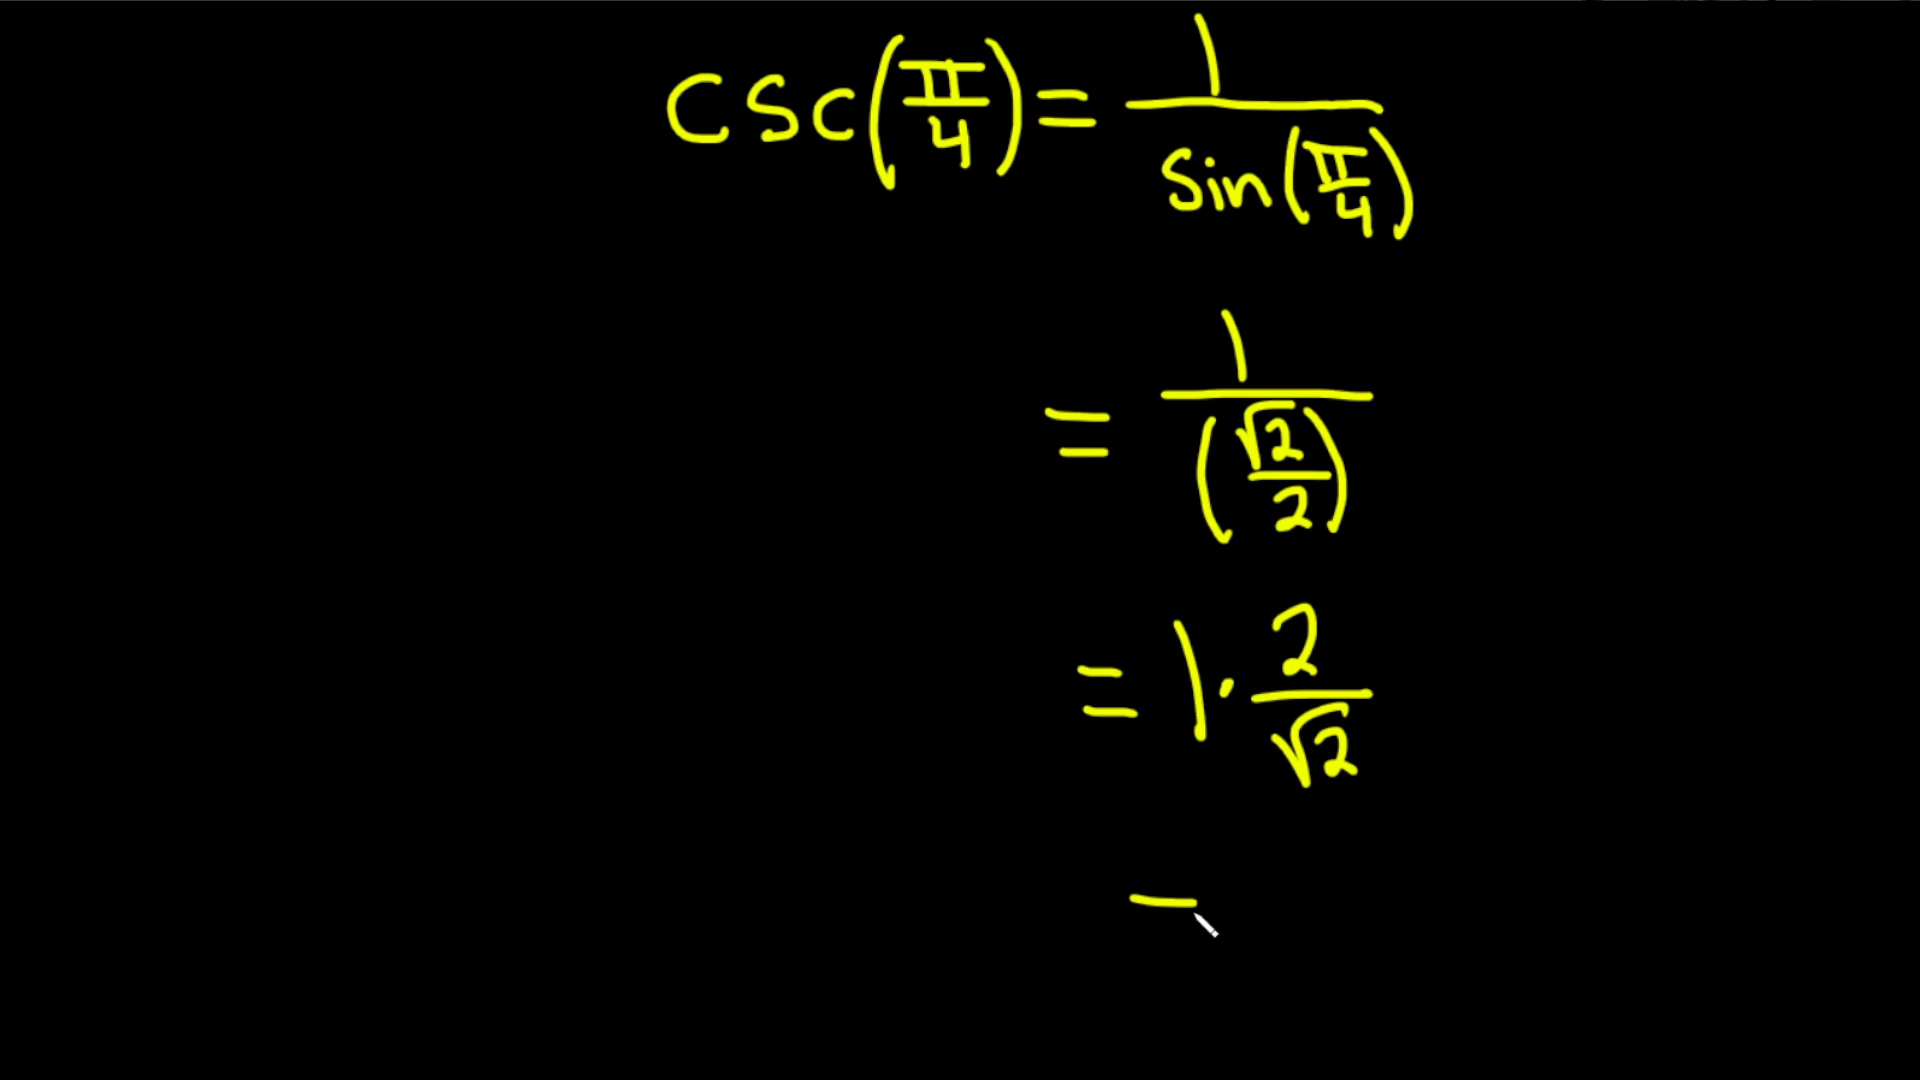 csc(π/4) = 1/sin(π/4)
= 1/(√2/2)
= 1 · 2/√2
—